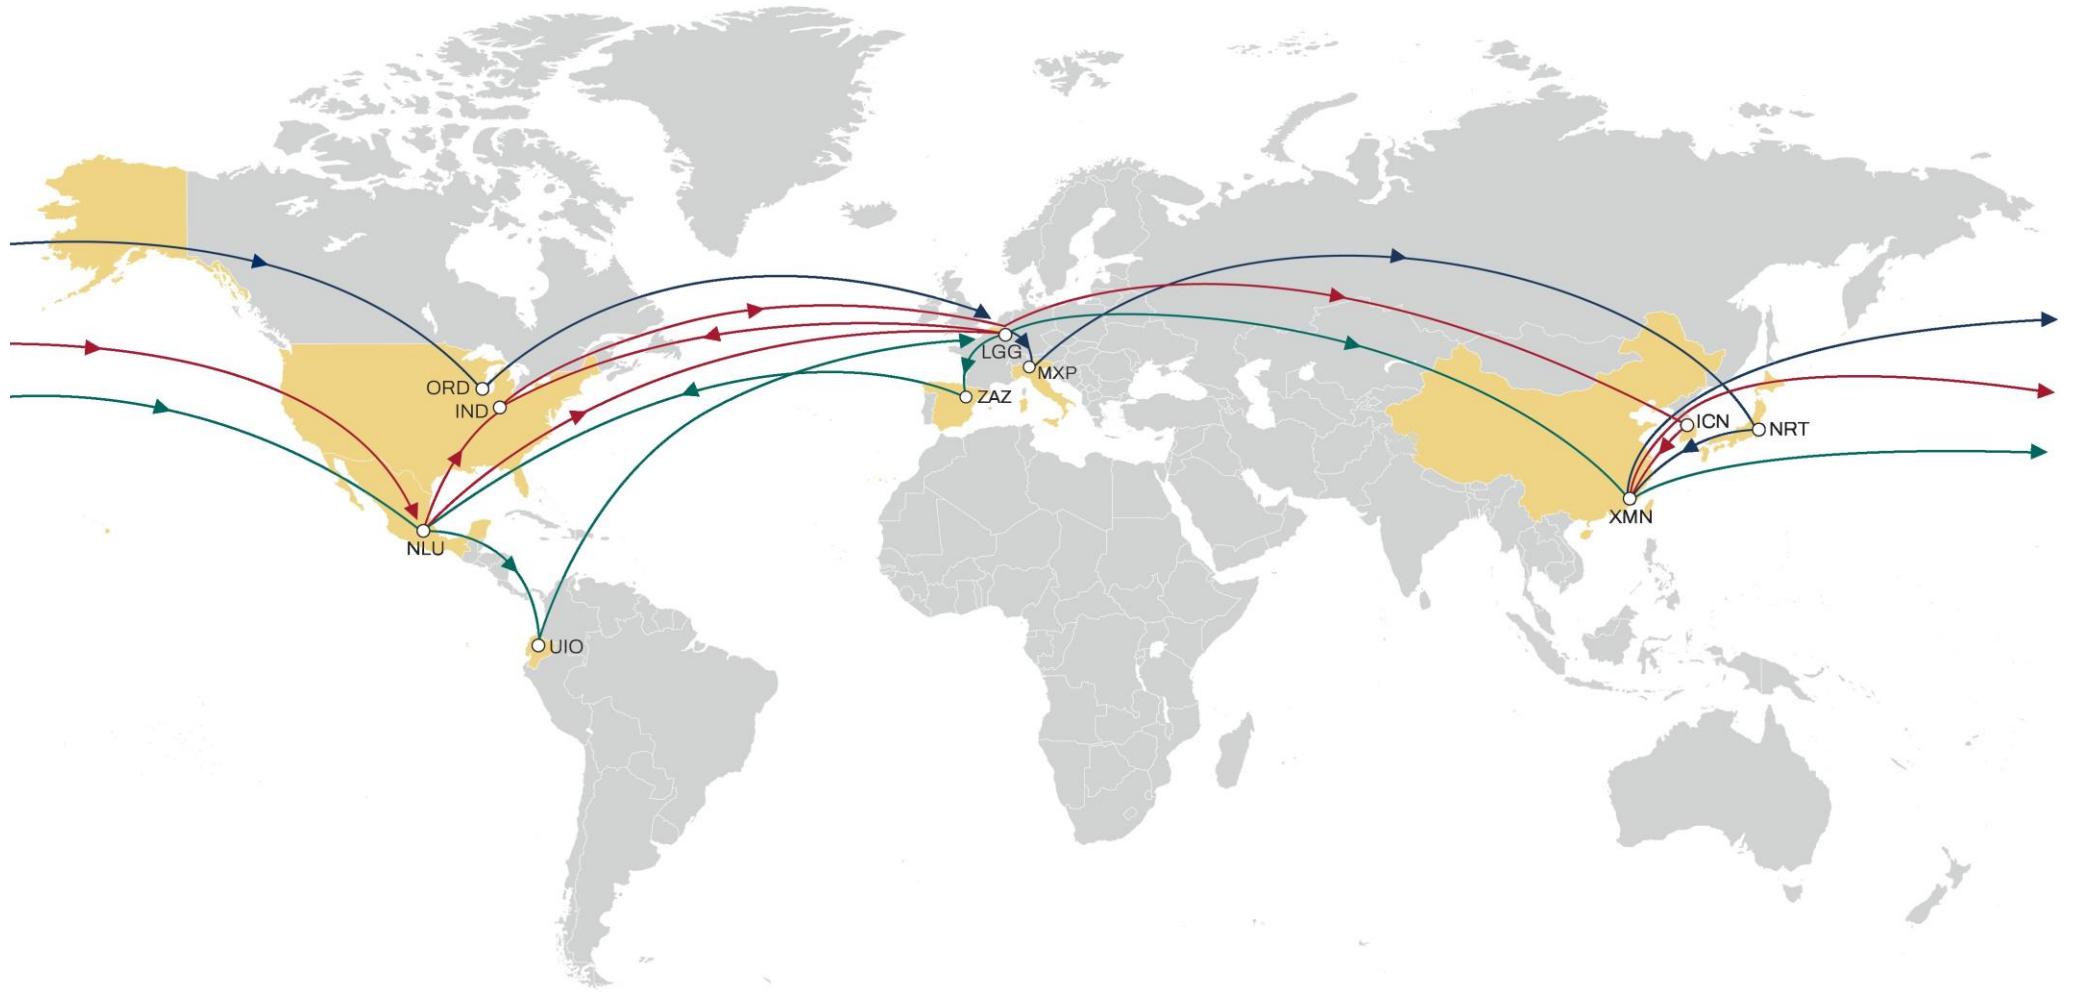 LGG
MXP
ORD
ZAZ
IND
ICN
NRT
XMN
NLU
UIO